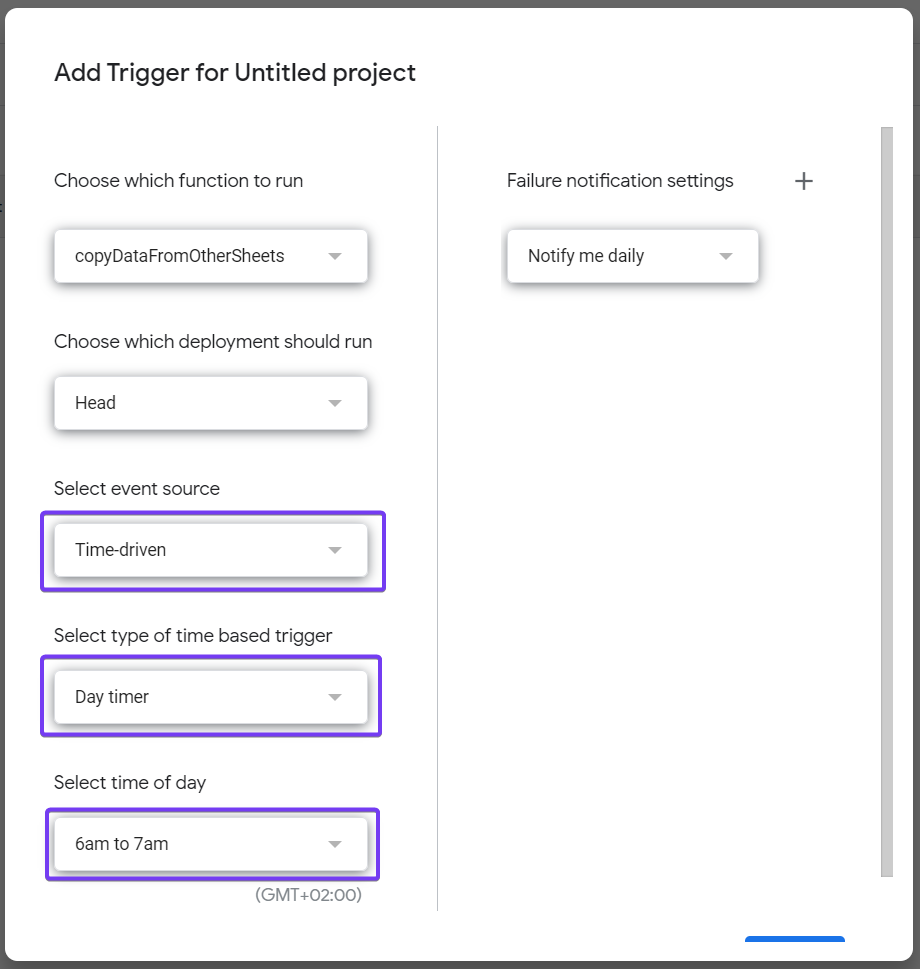 Add Trigger for Untitled project
Choose which function to run
copyDataFromOtherSheets
Choose which deployment should run
Head
Select event source
Time-driven
Select type of time based trigger
Day timer
Select time of day
6am to 7am
(GMT+02:00)
Failure notification settings
Notify me daily